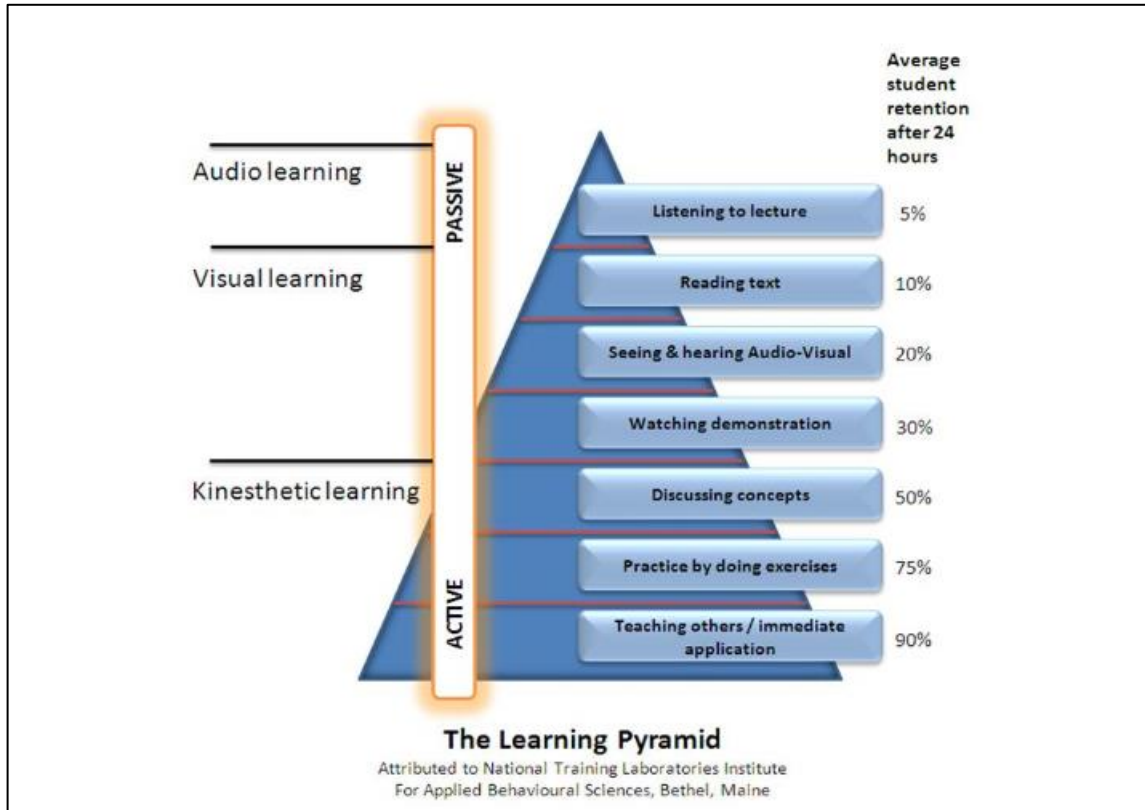 Average
student
retention
after 24
hours
Audio learning
Visual learning
Kinesthetic learning
PASSIVE
ACTIVE
Listening to lecture
5%
Reading text
10%
Seeing & hearing Audio-Visual
20%
Watching demonstration
30%
Discussing concepts
50%
Practice by doing exercises
75%
Teaching others / immediate
application
90%
The Learning Pyramid
Attributed to National Training Laboratories Institute
For Applied Behavioural Sciences, Bethel, Maine